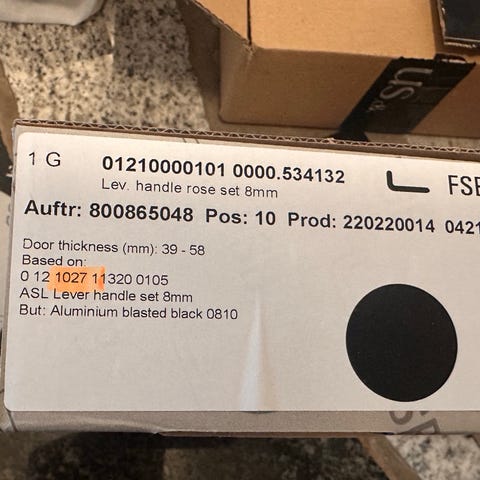 US
1 G 01210000101 0000.534132 FSB
Lev. handle rose set 8mm
Auftr: 800865048 Pos: 10 Prod: 220220014 0421
Door thickness (mm): 39 - 58
Based on:
0 12 1027 11320 0105
ASL Lever handle set 8mm
But: Aluminium blasted black 0810